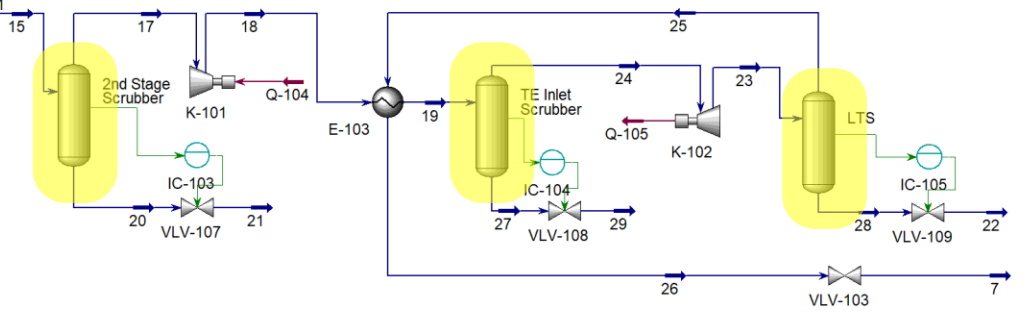 15
17
18
25
2nd Stage
Scrubber
K-101
Q-104
E-103
19
24
TE Inlet
Scrubber
Q-105
K-102
23
LTS
IC-103
IC-104
IC-105
20
VLV-107
21
27
VLV-108
29
28
VLV-109
22
26
VLV-103
7